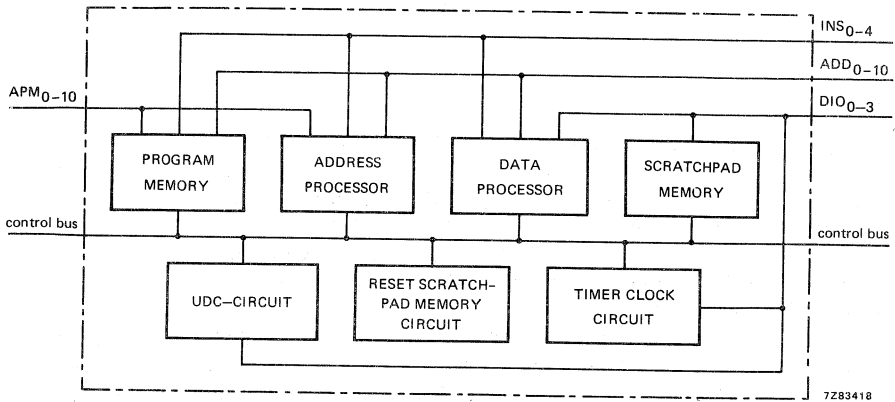 INS0-4
ADD0-10
APM0-10
DIO0-3
PROGRAM
MEMORY
ADDRESS
PROCESSOR
DATA
PROCESSOR
SCRATCHPAD
MEMORY
control bus
control bus
UDC-CIRCUIT
RESET SCRATCH-
PAD MEMORY
CIRCUIT
TIMER CLOCK
CIRCUIT
7Z83418